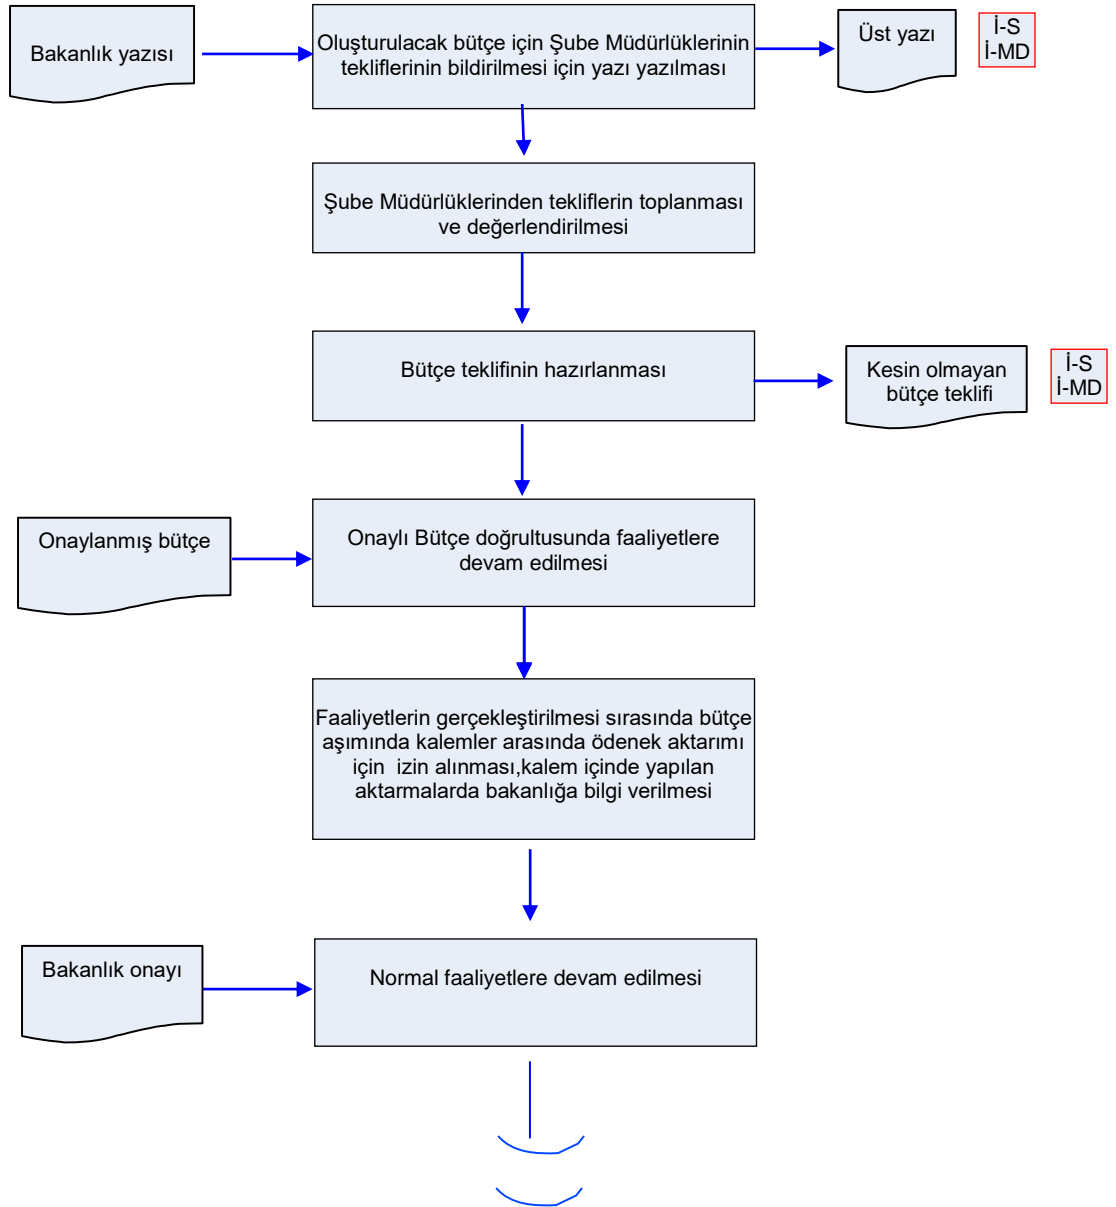 Bakanlık yazısı
Oluşturulacak bütçe için Şube Müdürlüklerinin
tekliflerinin bildirilmesi için yazı yazılması
Üst yazı
İ-S
İ-MD
Şube Müdürlüklerinden tekliflerin toplanması
ve değerlendirilmesi
Bütçe teklifinin hazırlanması
Kesin olmayan
bütçe teklifi
İ-S
İ-MD
Onaylanmış bütçe
Onaylı Bütçe doğrultusunda faaliyetlere
devam edilmesi
Faaliyetlerin gerçekleştirilmesi sırasında bütçe
aşımında kalemler arasında ödenek aktarımı
için  izin alınması,kalem içinde yapılan
aktarmalarda bakanlığa bilgi verilmesi
Bakanlık onayı
Normal faaliyetlere devam edilmesi